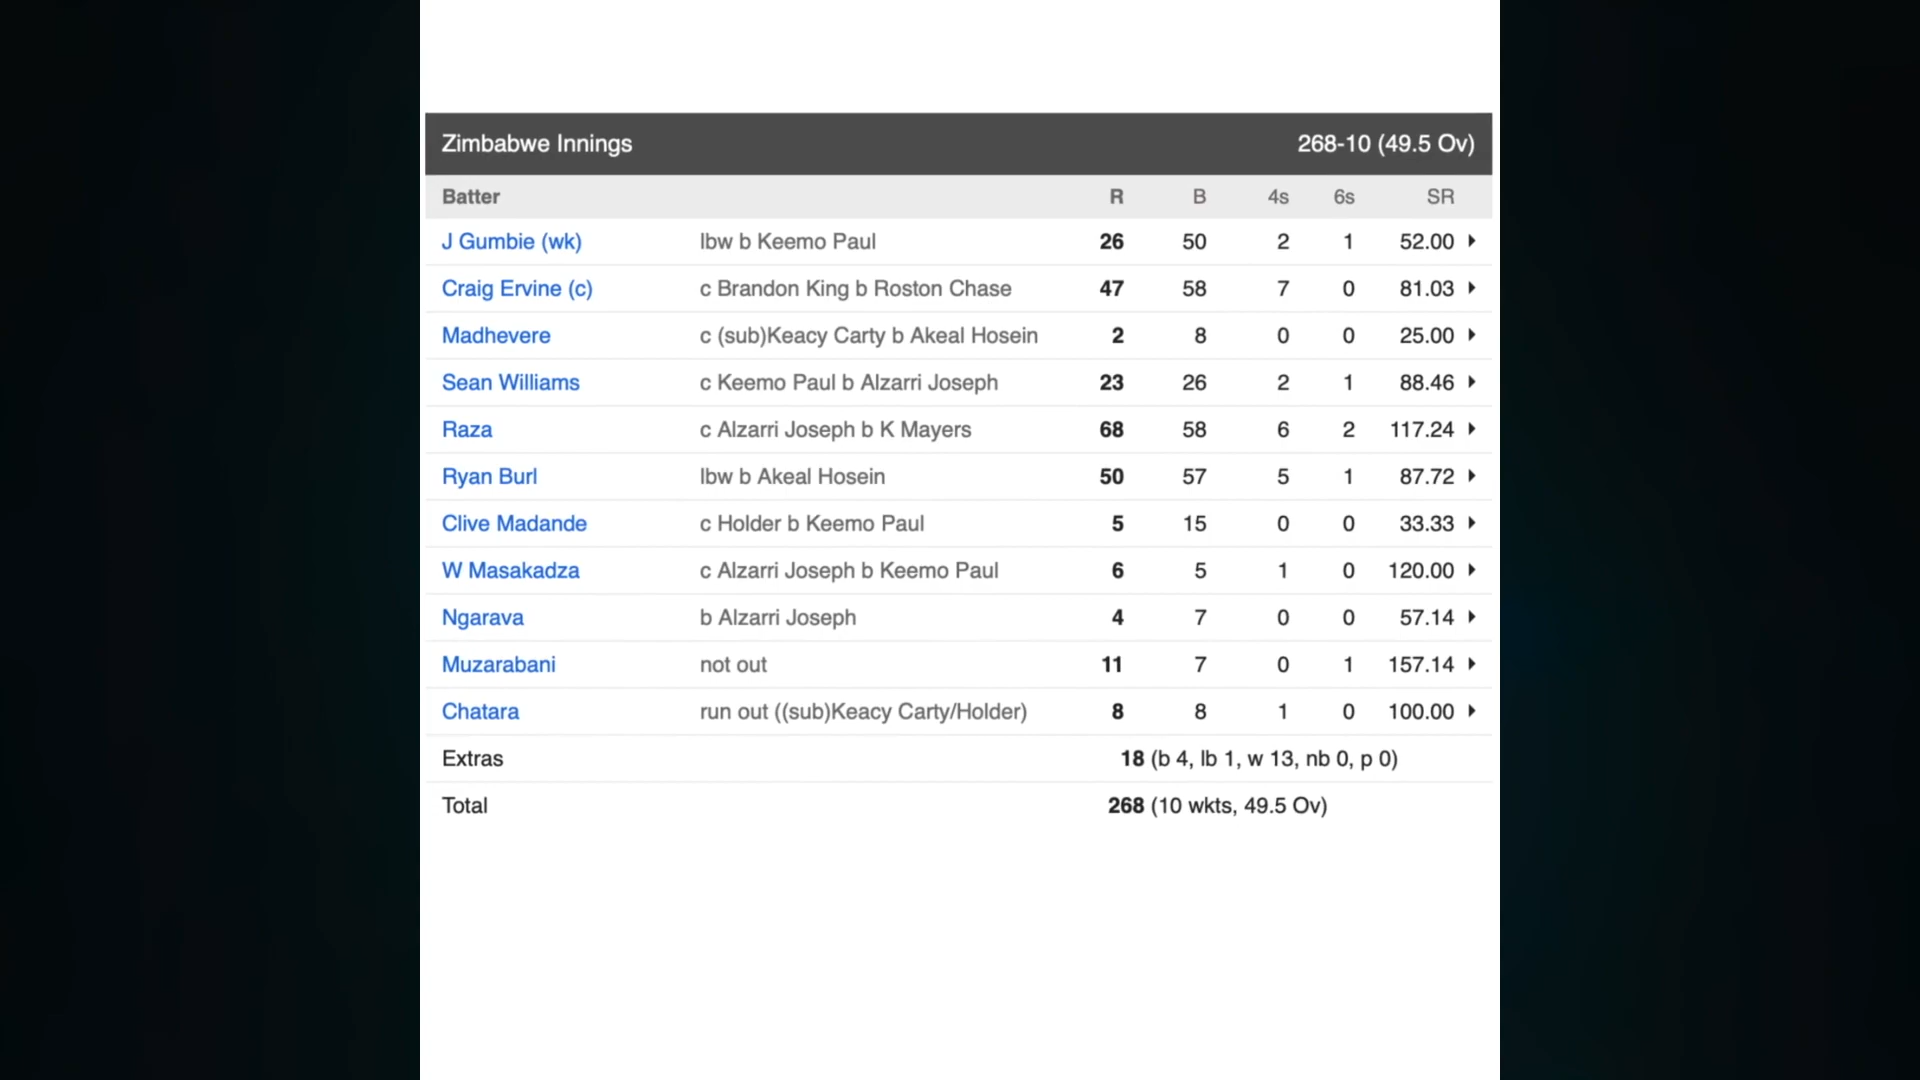 Zimbabwe Innings 268-10 (49.5 Ov)
Batter R B 4s 6s SR
J Gumbie (wk) lbw b Keemo Paul 26 50 2 1 52.00
Craig Ervine (c) c Brandon King b Roston Chase 47 58 7 0 81.03
Madhevere c (sub)Keacy Carty b Akeal Hosein 2 8 0 0 25.00
Sean Williams c Keemo Paul b Alzarri Joseph 23 26 2 1 88.46
Raza c Alzarri Joseph b K Mayers 68 58 6 2 117.24
Ryan Burl lbw b Akeal Hosein 50 57 5 1 87.72
Clive Madande c Holder b Keemo Paul 5 15 0 0 33.33
W Masakadza c Alzarri Joseph b Keemo Paul 6 5 1 0 120.00
Ngarava b Alzarri Joseph 4 7 0 0 57.14
Muzarabani not out 11 7 0 1 157.14
Chatara run out ((sub)Keacy Carty/Holder) 8 8 1 0 100.00
Extras 18 (b 4, lb 1, w 13, nb 0, p 0)
Total 268 (10 wkts, 49.5 Ov)